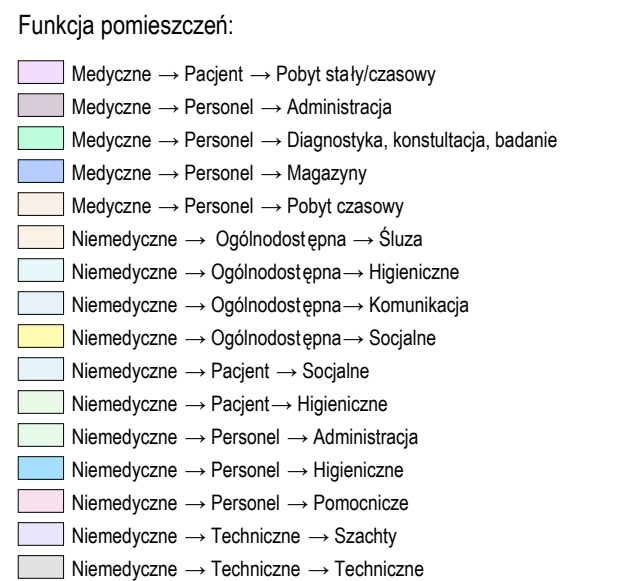 Funkcja pomieszczeń:
Medyczne → Pacjent → Pobyt stały/czasowy
Medyczne → Personel → Administracja
Medyczne → Personel → Diagnostyka, konstultacja, badanie
Medyczne → Personel → Magazyny
Medyczne → Personel → Pobyt czasowy
Niemedyczne → Ogólnodostępna → Śluza
Niemedyczne → Ogólnodostępna → Higieniczne
Niemedyczne → Ogólnodostępna → Komunikacja
Niemedyczne → Ogólnodostępna → Socjalne
Niemedyczne → Pacjent → Socjalne
Niemedyczne → Pacjent → Higieniczne
Niemedyczne → Personel → Administracja
Niemedyczne → Personel → Higieniczne
Niemedyczne → Personel → Pomocnicze
Niemedyczne → Techniczne → Szachty
Niemedyczne → Techniczne → Techniczne